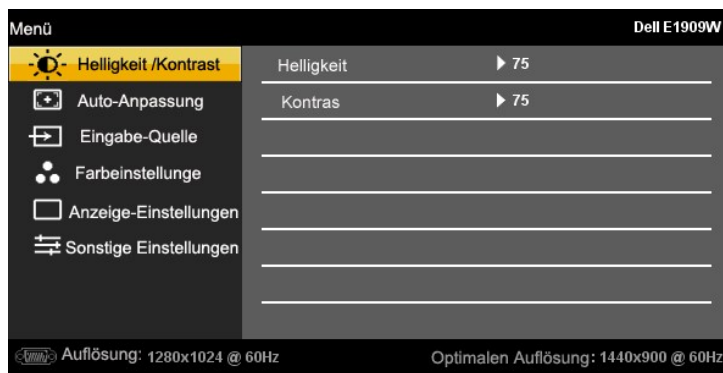 Menü Dell E1909W
Helligkeit /Kontrast Helligkeit 75
Auto-Anpassung Kontras 75
Eingabe-Quelle
Farbeinstellunge
Anzeige-Einstellungen
Sonstige Einstellungen
Auflösung: 1280x1024 @ 60Hz Optimalen Auflösung: 1440x900 @ 60Hz